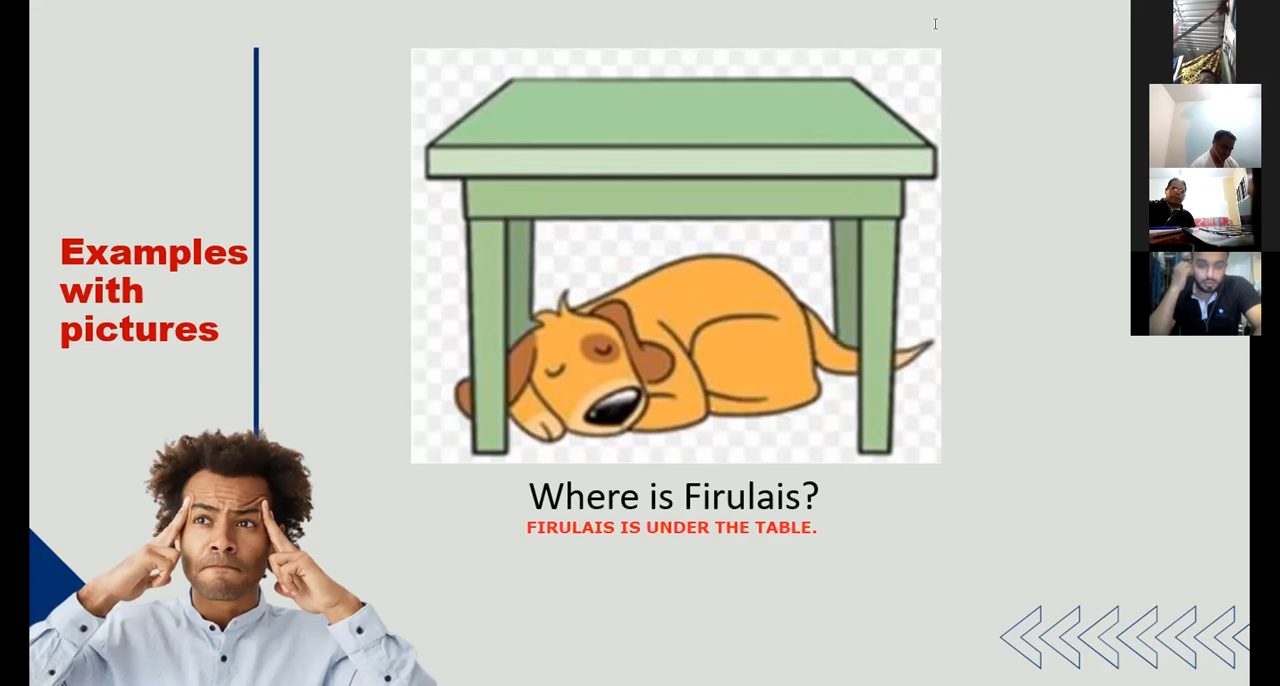 Examples
with
pictures
Where is Firulais?
FIRULAIS IS UNDER THE TABLE.